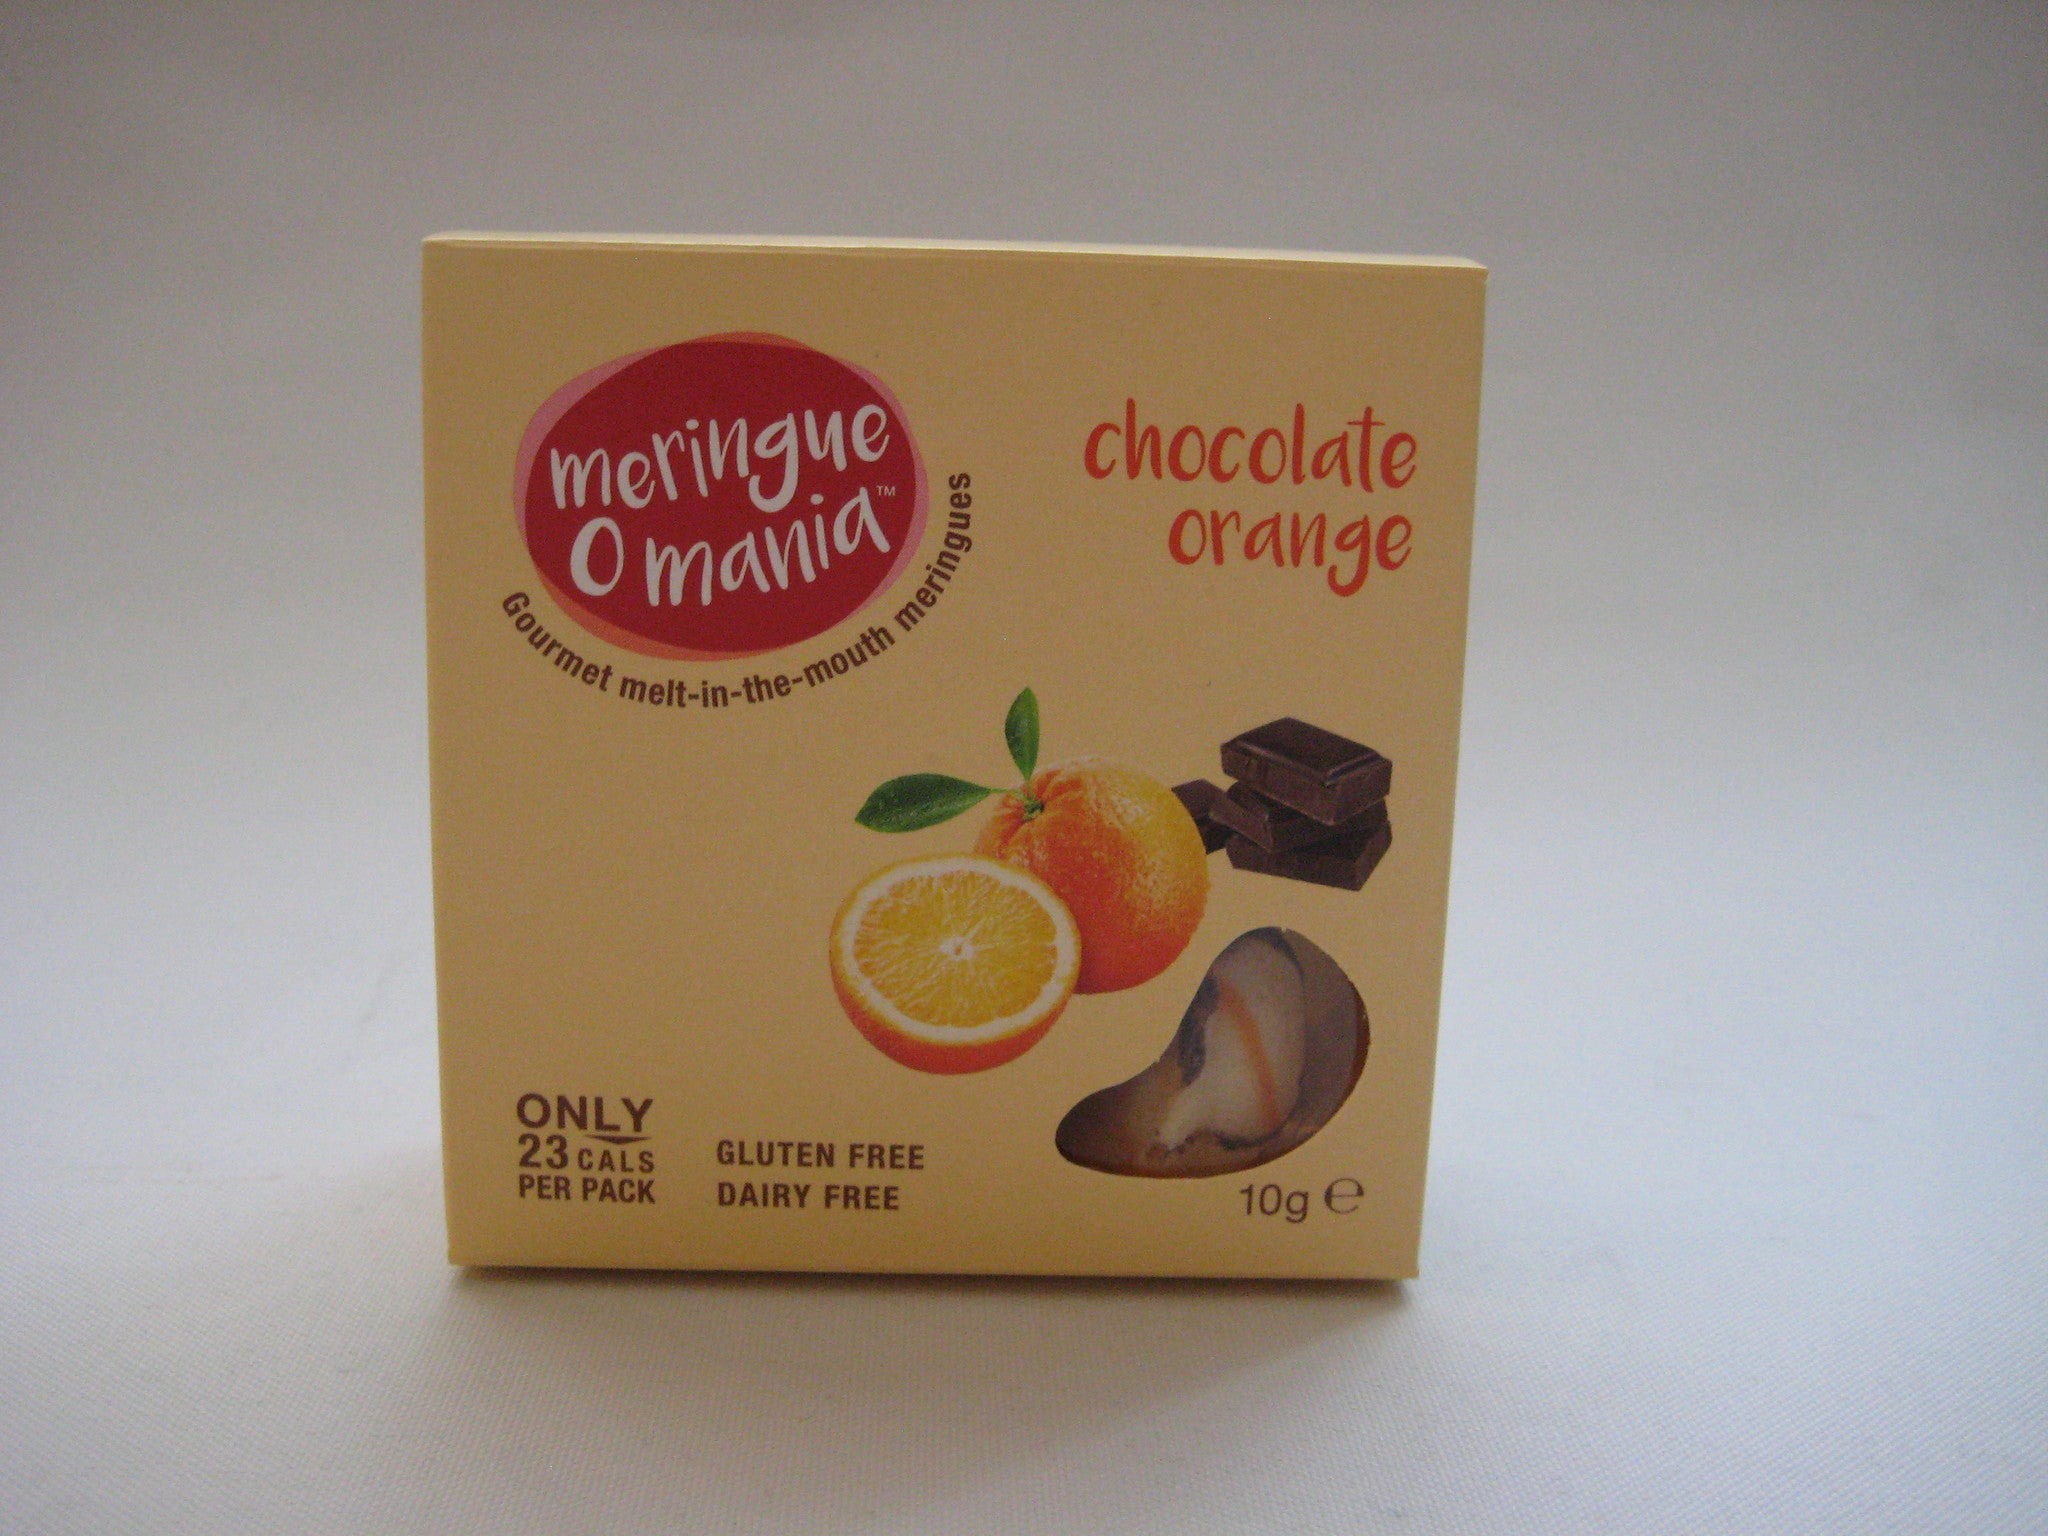 meringue
O mania™
Gourmet melt-in-the-mouth meringues
chocolate
orange
ONLY
23 CALS
PER PACK
GLUTEN FREE
DAIRY FREE
10g ℮